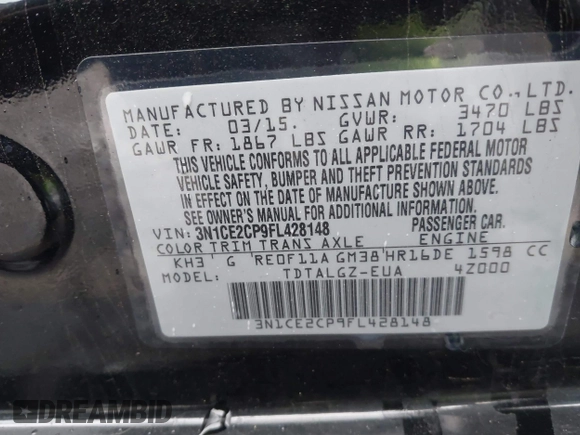 MANUFACTURED BY NISSAN MOTOR CO., LTD.
DATE: 03/15. GVWR: 3470 LBS
GAWR FR: 1867 LBS GAWR RR: 1704 LBS
THIS VEHICLE CONFORMS TO ALL APPLICABLE FEDERAL MOTOR
VEHICLE SAFETY, BUMPER AND THEFT PREVENTION STANDARDS
IN EFFECT ON THE DATE OF MANUFACTURE SHOWN ABOVE.
SEE OWNER'S MANUAL FOR ADDITIONAL INFORMATION.
VIN: 3N1CE2CP9FL428148 PASSENGER CAR.
COLOR TRIM TRANS AXLE ENGINE
KH3 G RE0F11A GM38 HR16DE 1598 CC
MODEL: TDTALGZ-EUA 4Z000
3N1CE2CP9FL428148
DREAMBID